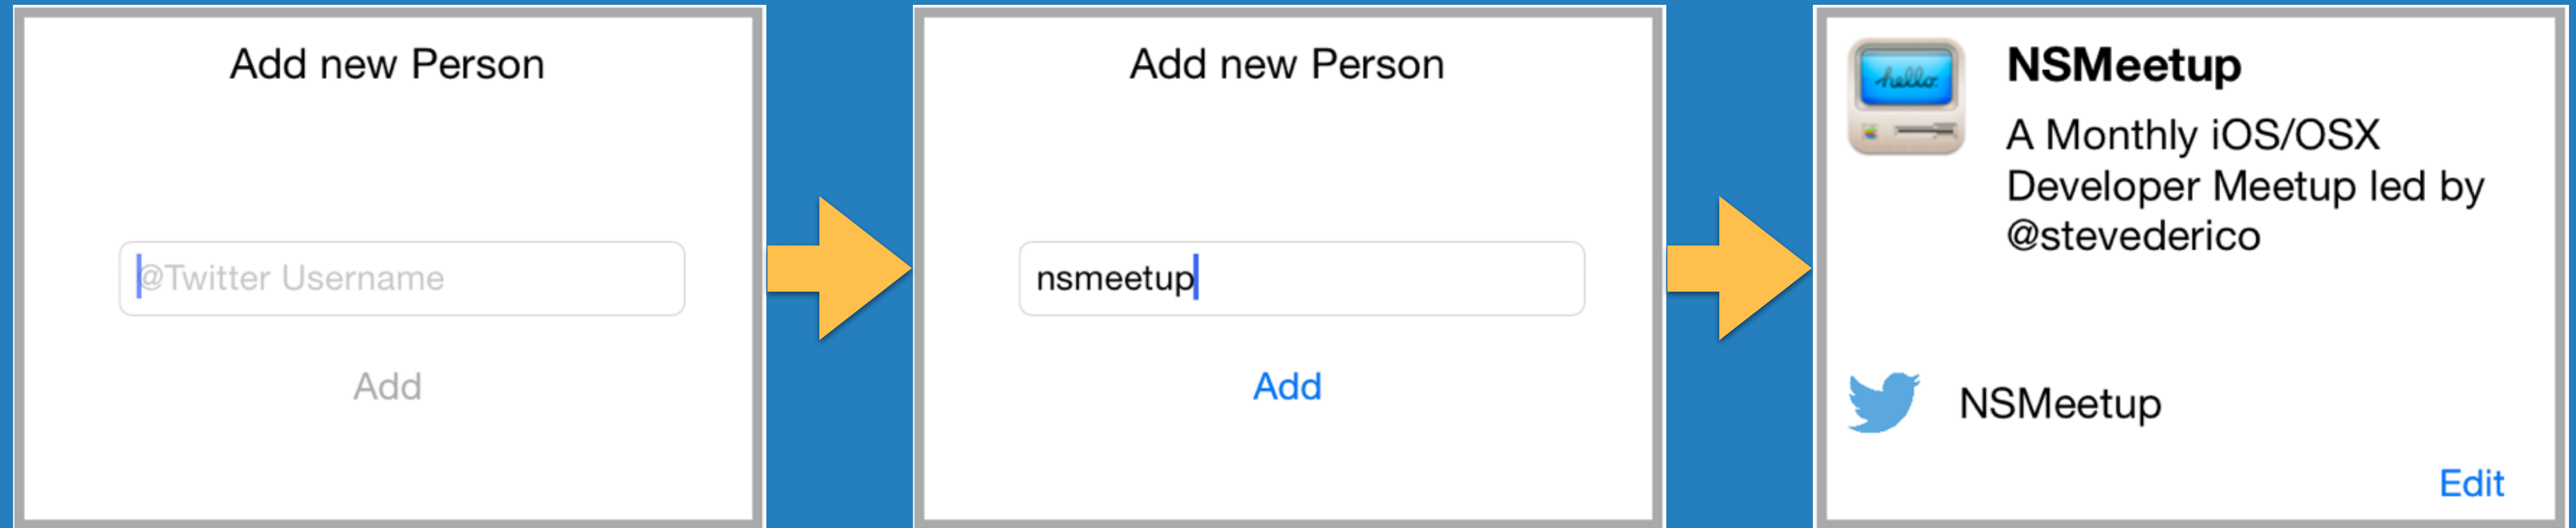 Add new Person
@Twitter Username
Add
Add new Person
nsmeetup
Add
hello.
NSMeetup
A Monthly iOS/OSX
Developer Meetup led by
@stevederico
NSMeetup
Edit